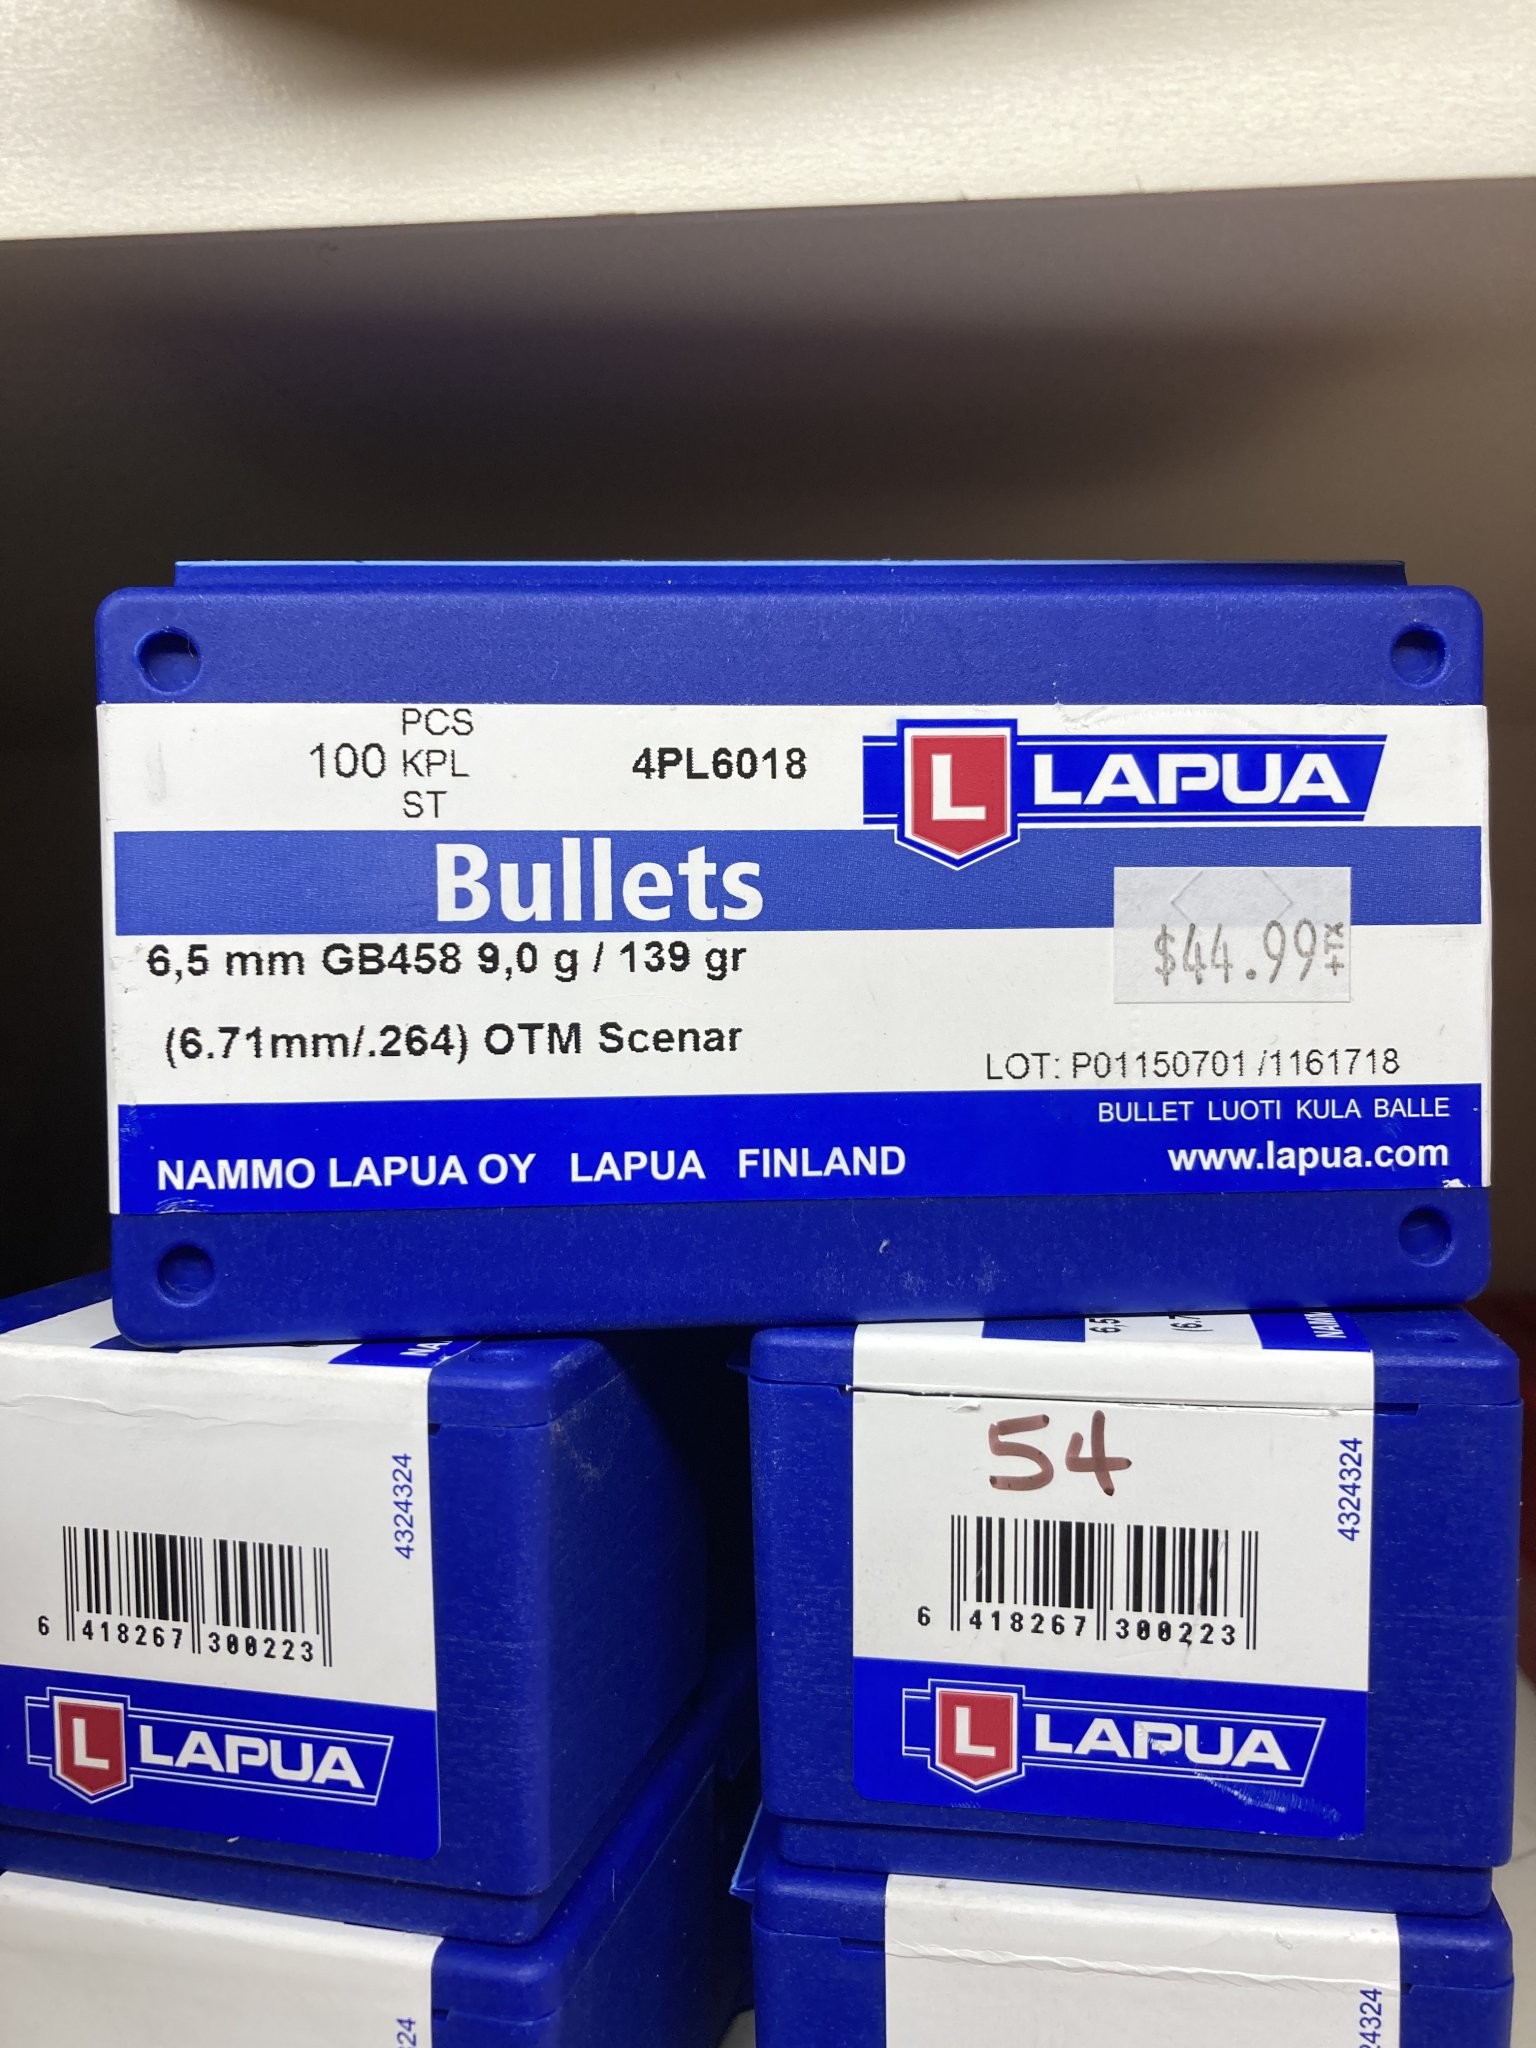 PCS
100 KPL
ST
4PL6018
L LAPUA
Bullets
$44.99 +TX
6,5 mm GB458 9,0 g / 139 gr
(6.71mm/.264) OTM Scenar
LOT: P01150701 /1161718
BULLET LUOTI KULA BALLE
NAMMO LAPUA OY LAPUA FINLAND
www.lapua.com
4324324
6 418267 300223
L LAPUA
54
4324324
6 418267 300223
L LAPUA